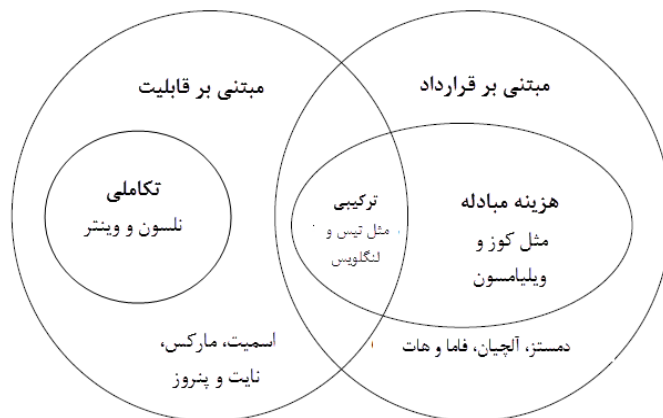 مبتنی بر قرارداد
مبتنی بر قابلیت
هزینه مبادله
مثل کوز و
ویلیامسون
ترکیبی
مثل تیس و
لنگلویس
تکاملی
نلسون و وینتر
دمستز، آلچیان، فاما و هات
اسمیت، مارکس،
نایت و پنروز